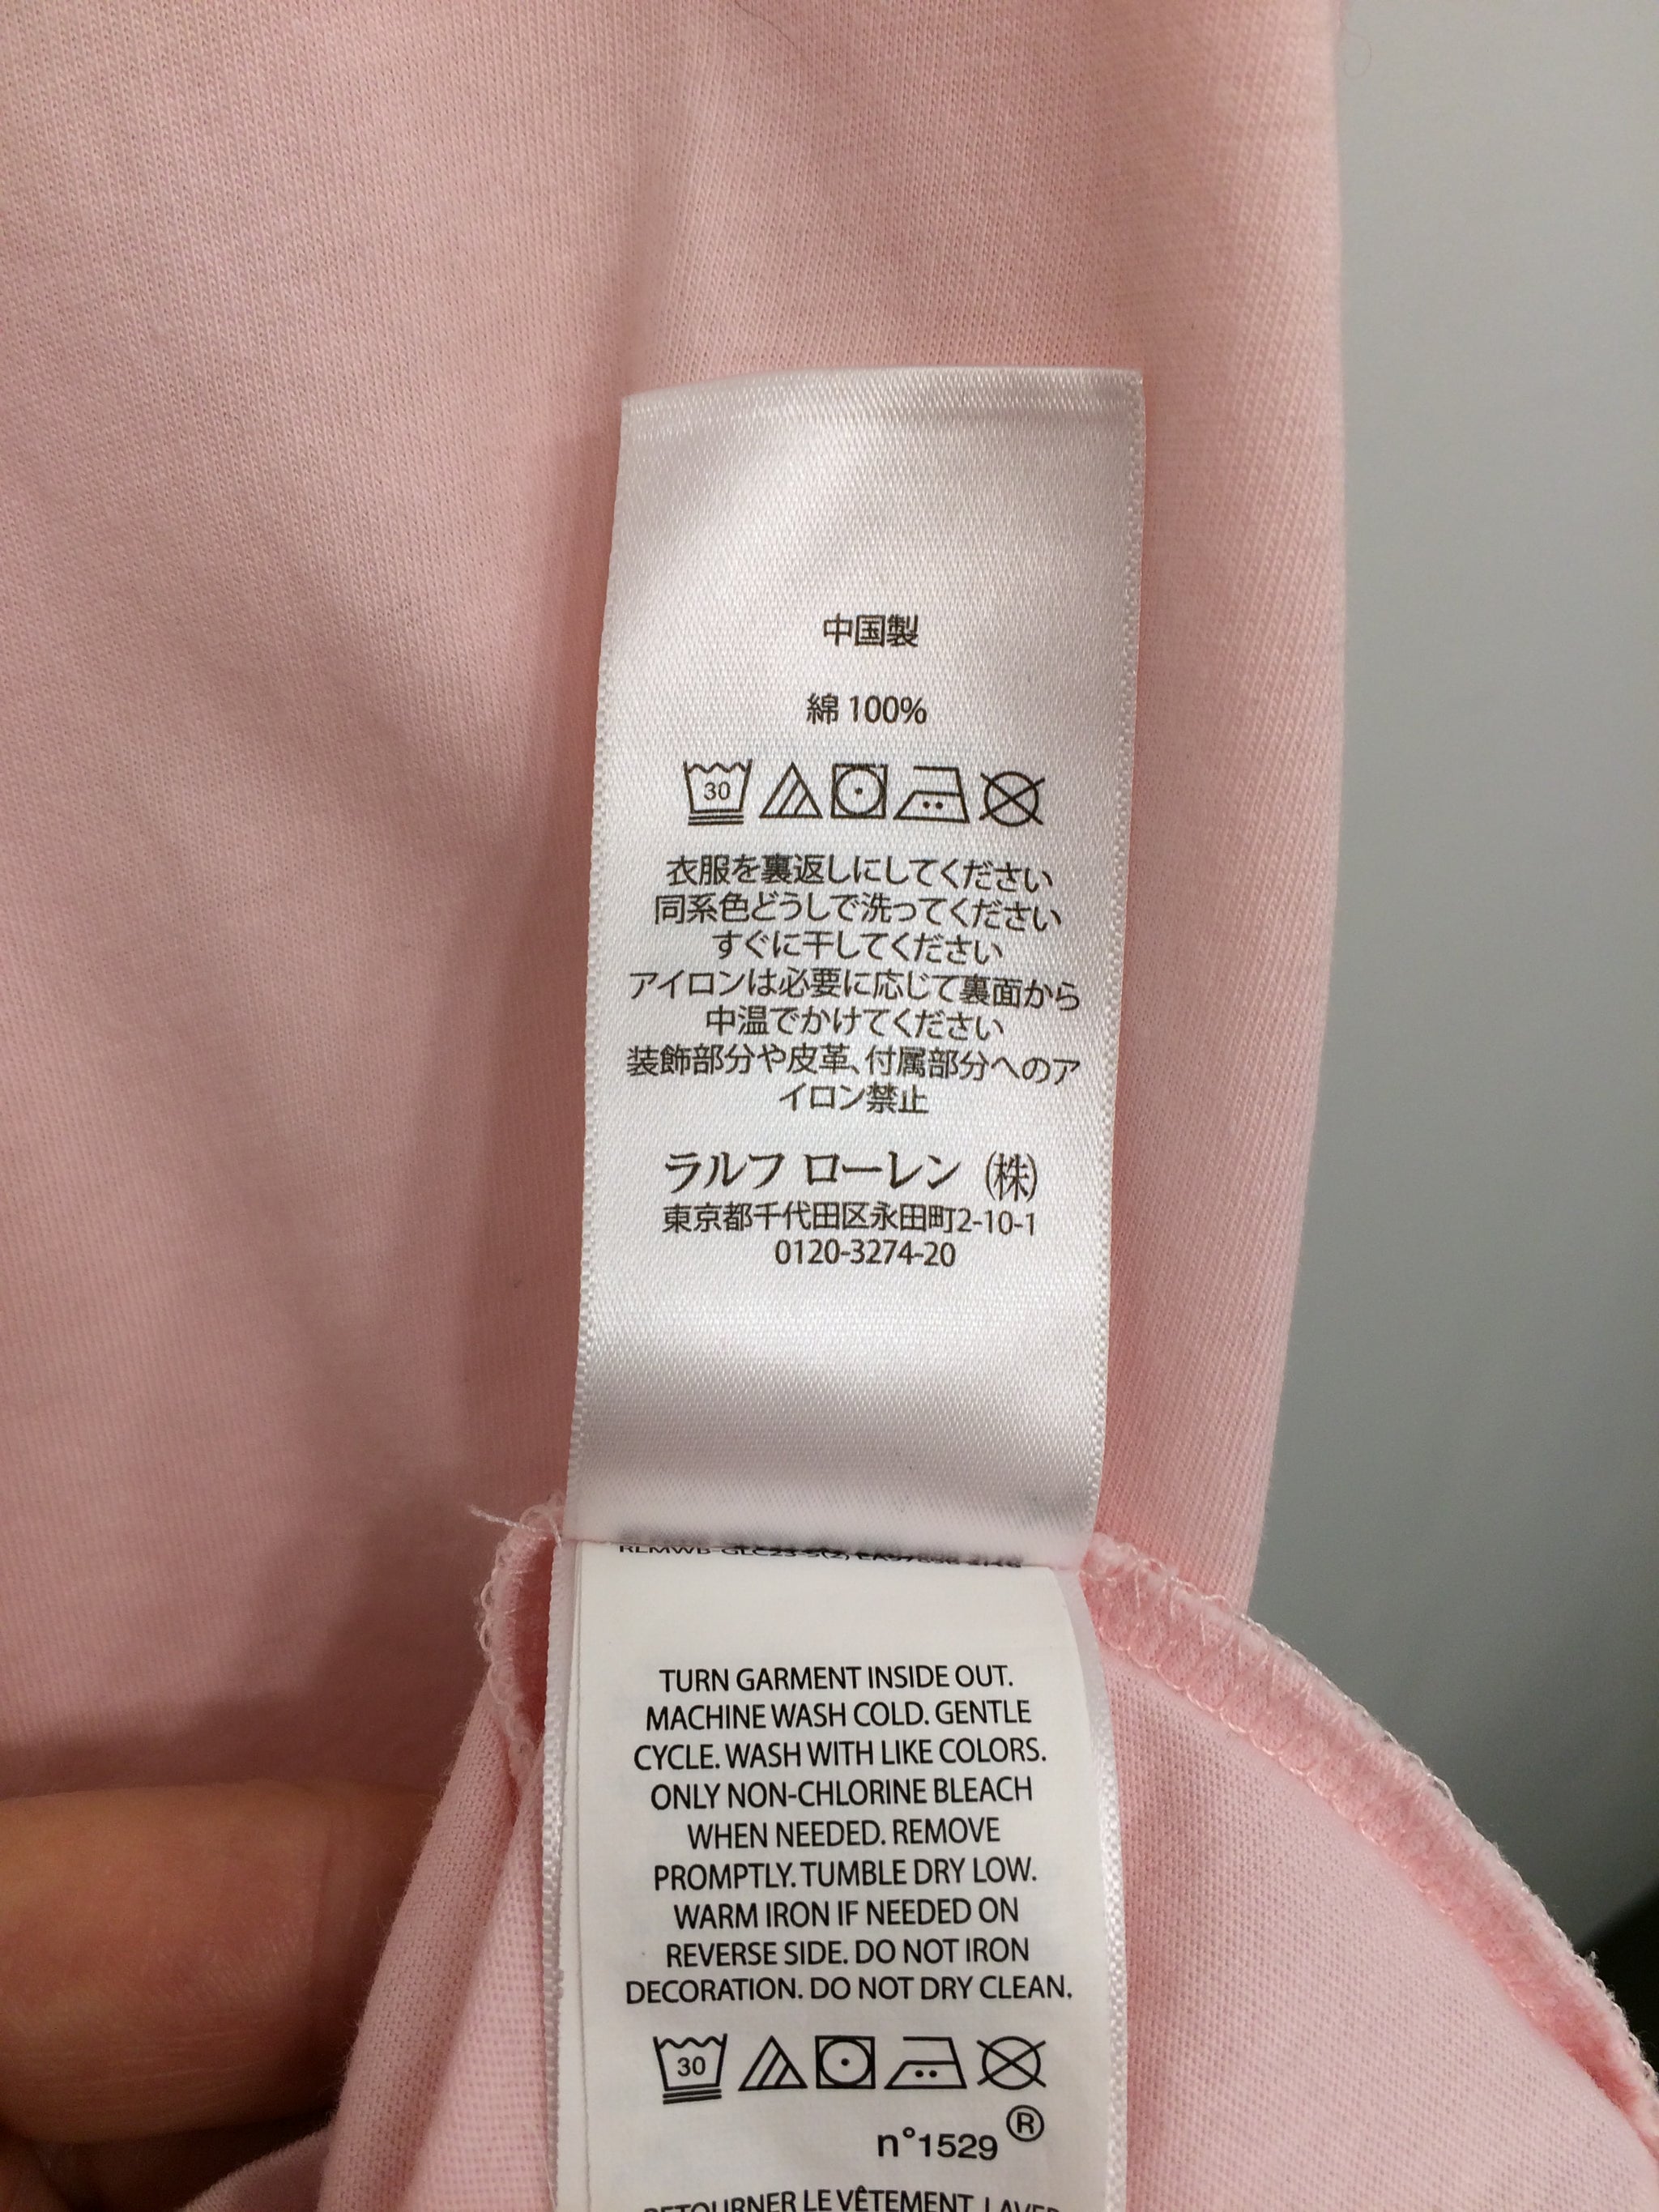 中国製
綿 100%
30
衣服を裏返しにしてください
同系色どうしで洗ってください
すぐに干してください
アイロンは必要に応じて裏面から
中温でかけてください
装飾部分や皮革、付属部分へのア
イロン禁止
ラルフ ローレン (株)
東京都千代田区永田町2-10-1
0120-3274-20
TURN GARMENT INSIDE OUT.
MACHINE WASH COLD. GENTLE
CYCLE. WASH WITH LIKE COLORS.
ONLY NON-CHLORINE BLEACH
WHEN NEEDED. REMOVE
PROMPTLY. TUMBLE DRY LOW.
WARM IRON IF NEEDED ON
REVERSE SIDE. DO NOT IRON
DECORATION. DO NOT DRY CLEAN.
30
n°1529 ®
RETOURNER LE VÊTEMENT. LAVER